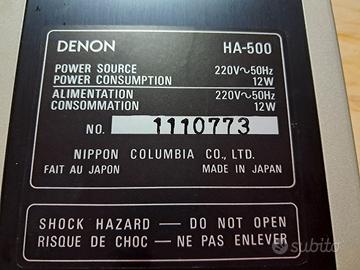 DENON HA-500
POWER SOURCE 220V～50Hz
POWER CONSUMPTION 12W
ALIMENTATION 220V～50Hz
CONSOMMATION 12W
NO. 1110773
NIPPON COLUMBIA CO., LTD.
FAIT AU JAPON MADE IN JAPAN
SHOCK HAZARD — DO NOT OPEN
RISQUE DE CHOC — NE PAS ENLEVER
subito